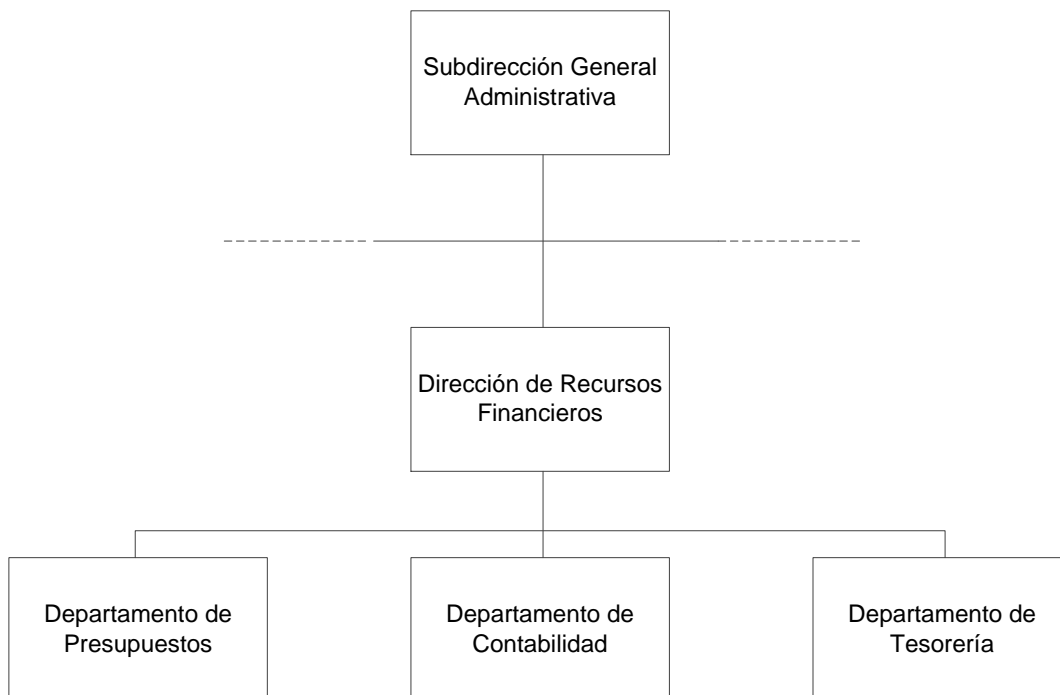 Subdirección General
Administrativa
Dirección de Recursos
Financieros
Departamento de
Presupuestos
Departamento de
Contabilidad
Departamento de
Tesorería